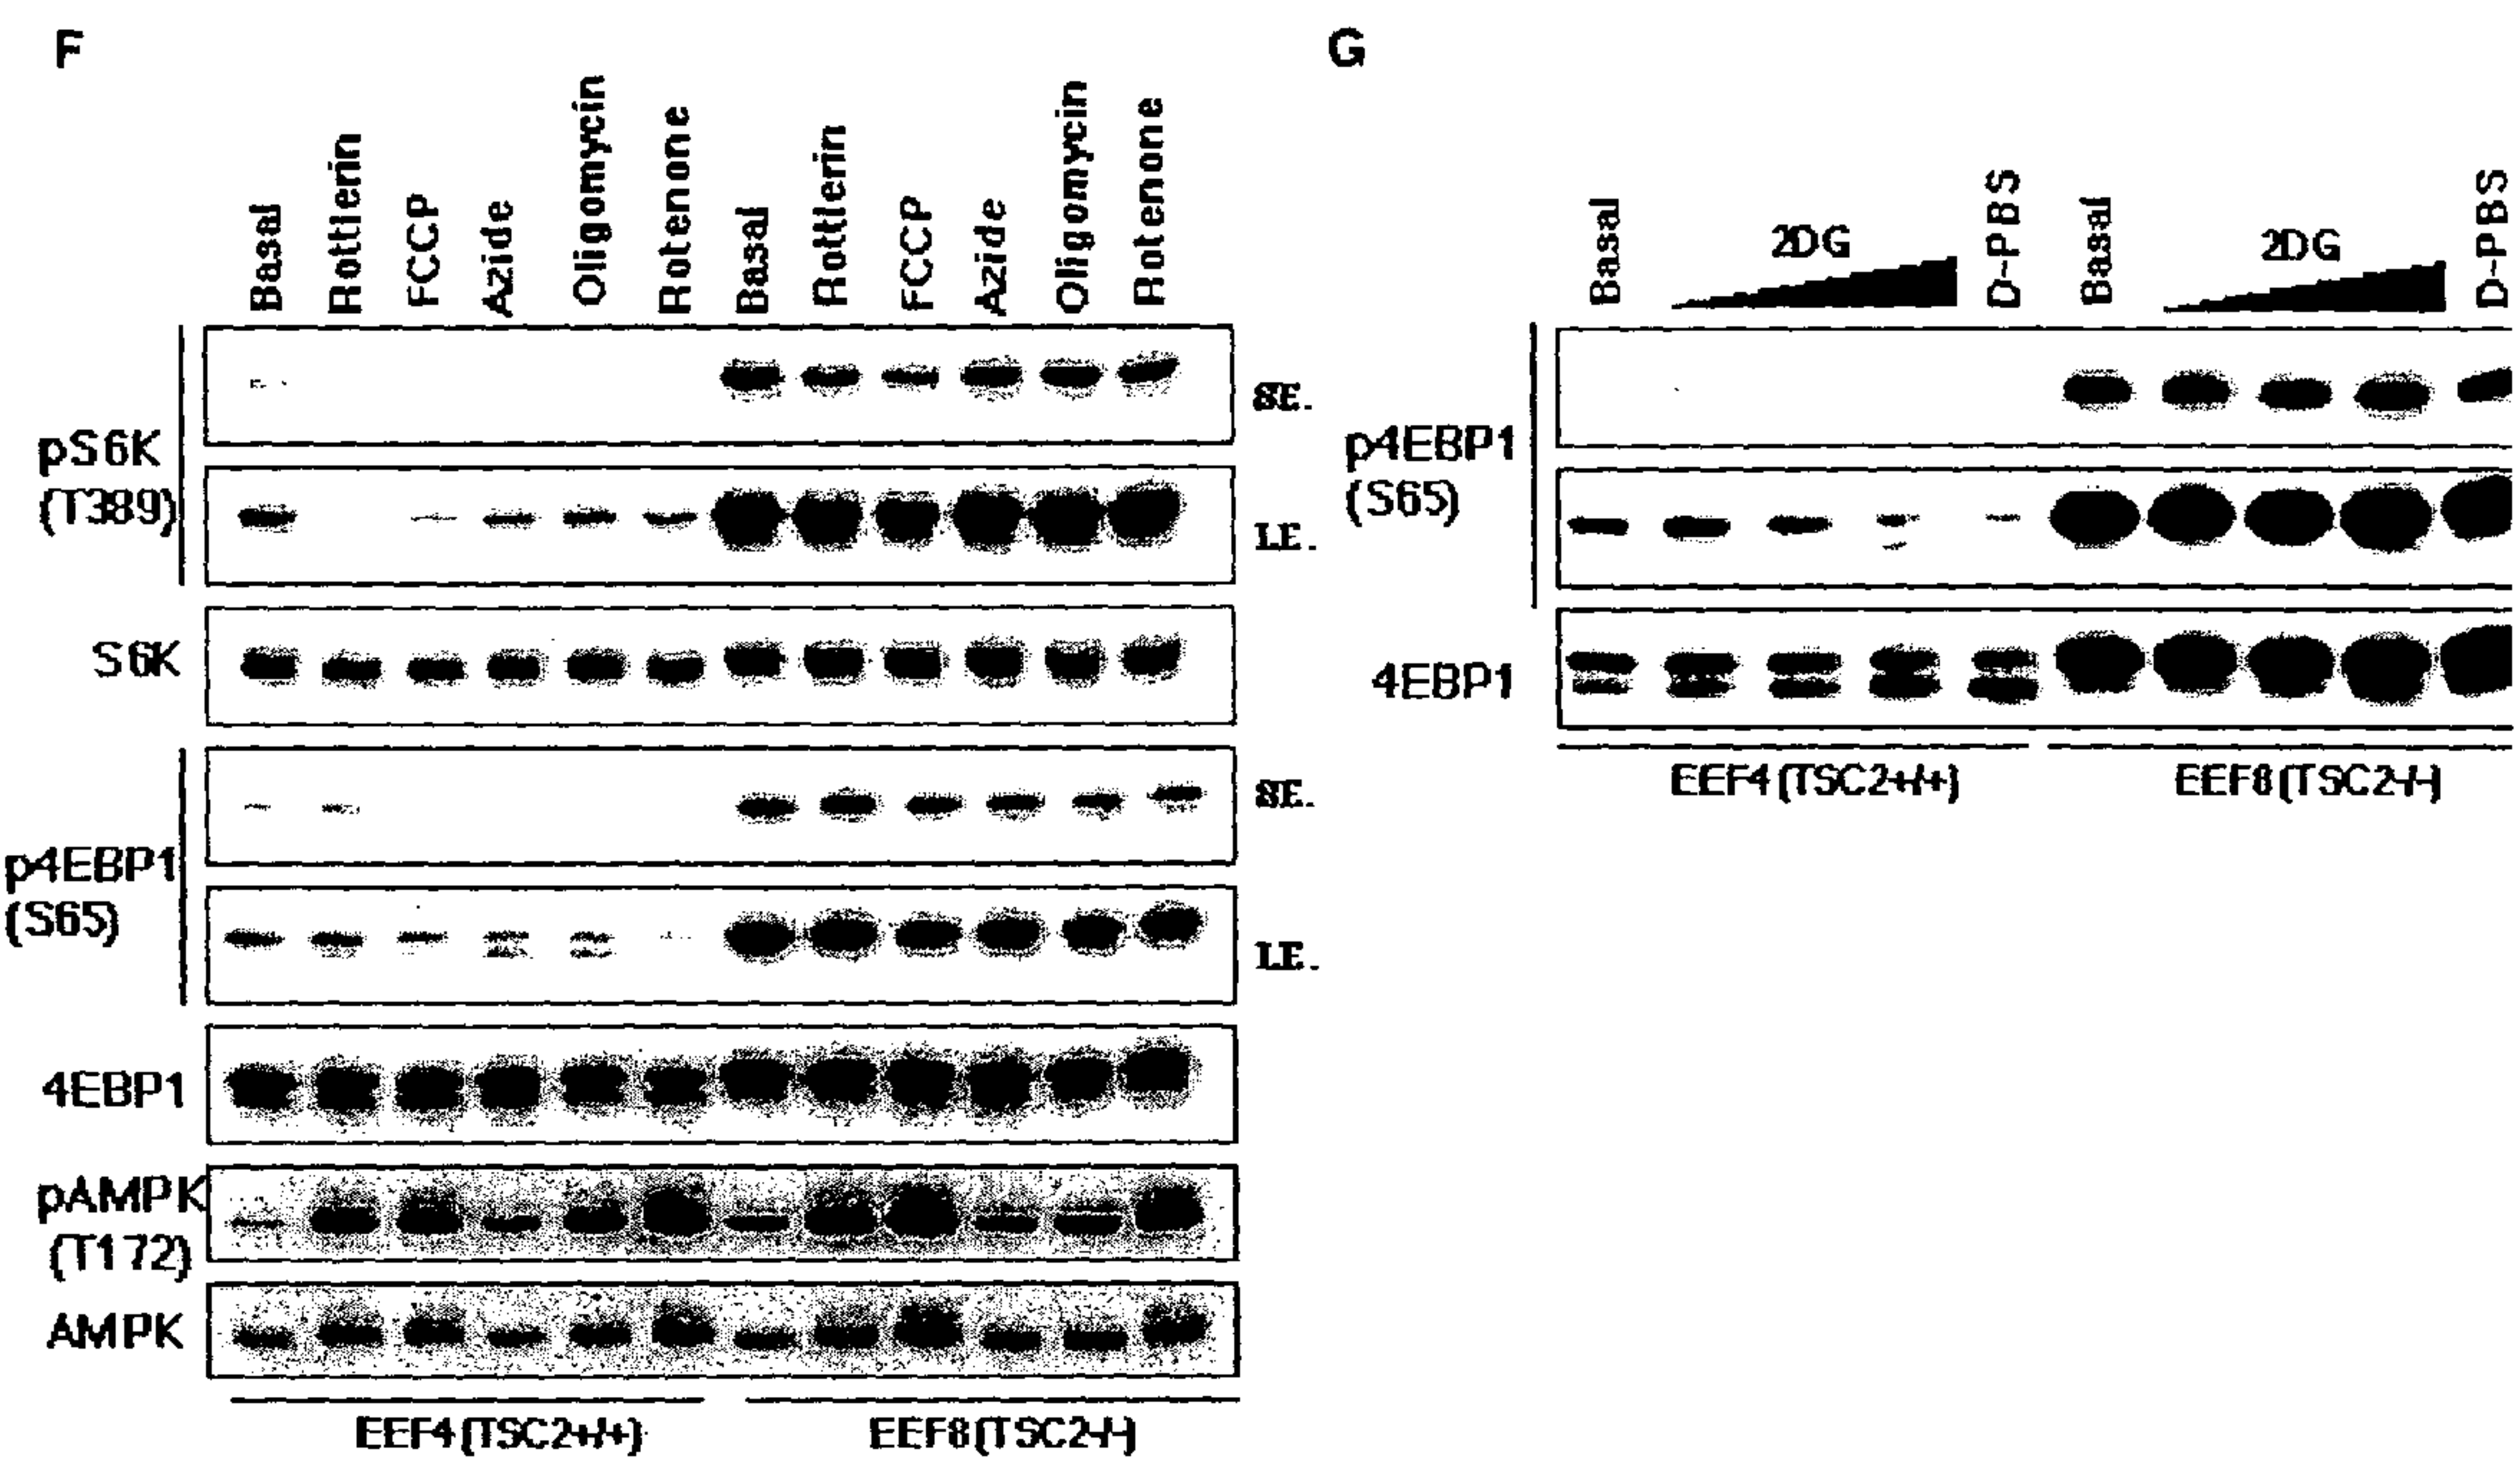 F
Basal
Rottlerin
FCCP
Azide
Oligomycin
Rotenone
Basal
Rottlerin
FCCP
Azide
Oligomycin
Rotenone
pS6K
(T389)
SE.
LE.
S6K
p4EBP1
(S65)
SE.
LE.
4EBP1
pAMPK
(T172)
AMPK
EEF4 (TSC2+/+)
EEF8 (TSC2-/-)
G
Basal
2DG
D-PBS
Basal
2DG
D-PBS
p4EBP1
(S65)
4EBP1
EEF4 (TSC2+/+)
EEF8 (TSC2-/-)